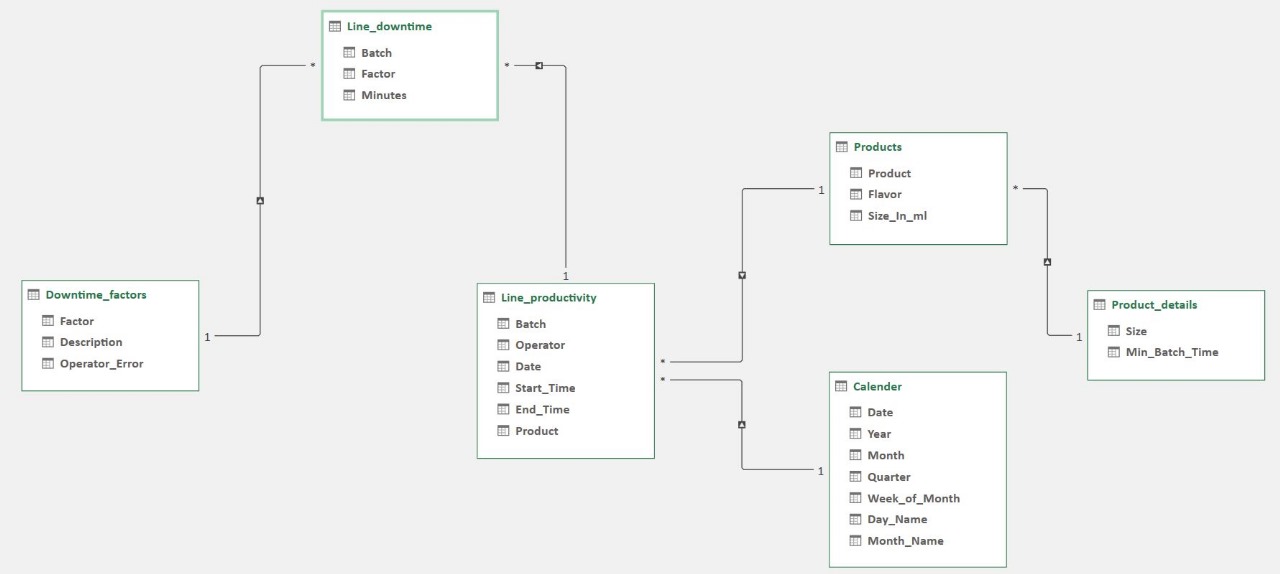 Line_downtime
Batch
Factor
Minutes
*
*
Downtime_factors
Factor
Description
Operator_Error
1
1
Line_productivity
Batch
Operator
Date
Start_Time
End_Time
Product
*
*
Products
Product
Flavor
Size_In_ml
1
*
Product_details
Size
Min_Batch_Time
1
Calender
Date
Year
Month
Quarter
Week_of_Month
Day_Name
Month_Name
1